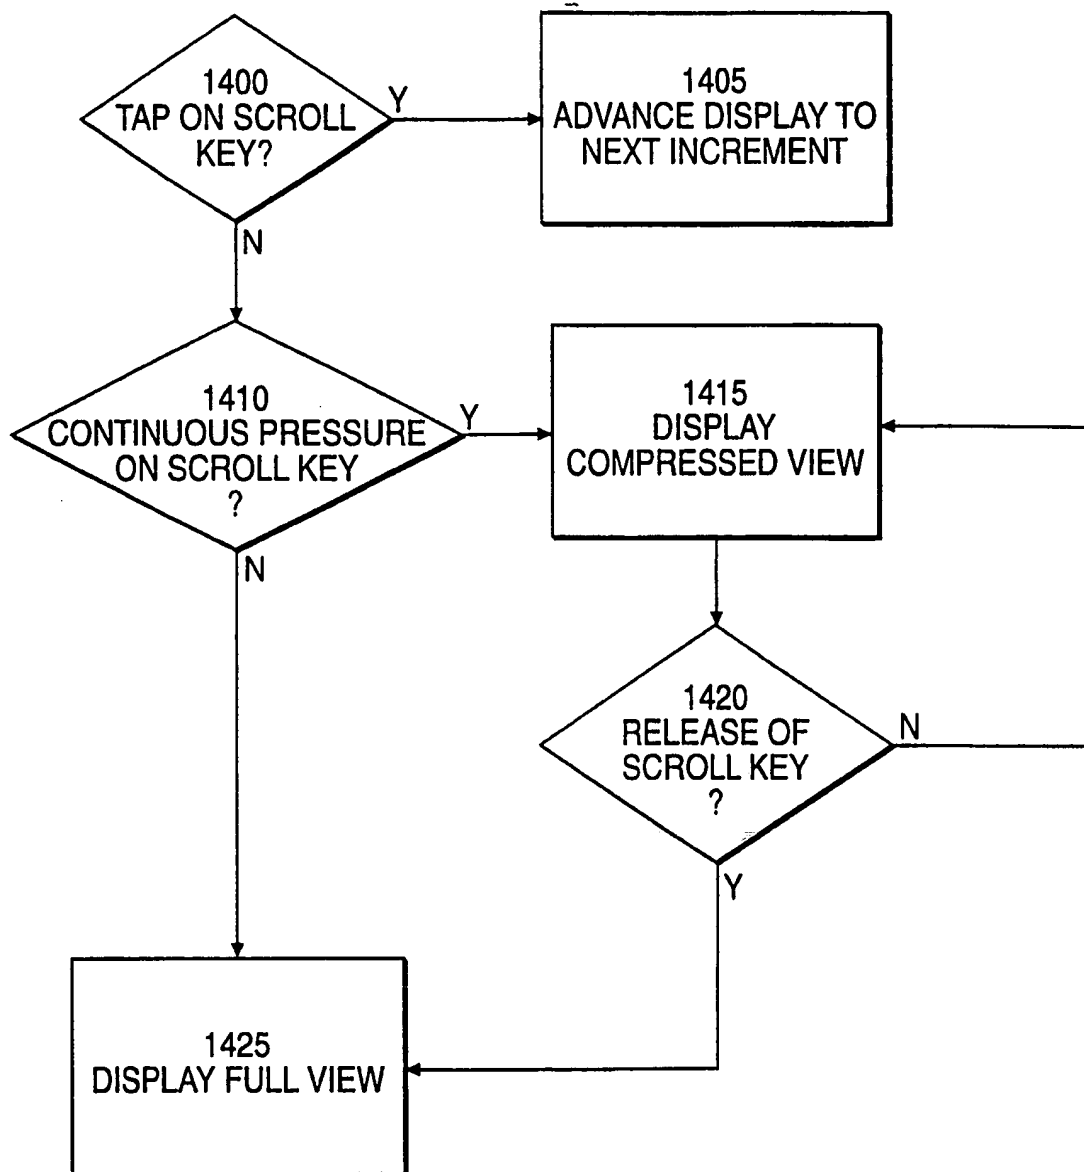 1400
TAP ON SCROLL
KEY?
Y
1405
ADVANCE DISPLAY TO
NEXT INCREMENT
N
1410
CONTINUOUS PRESSURE
ON SCROLL KEY
?
Y
1415
DISPLAY
COMPRESSED VIEW
N
1420
RELEASE OF
SCROLL KEY
?
N
Y
1425
DISPLAY FULL VIEW